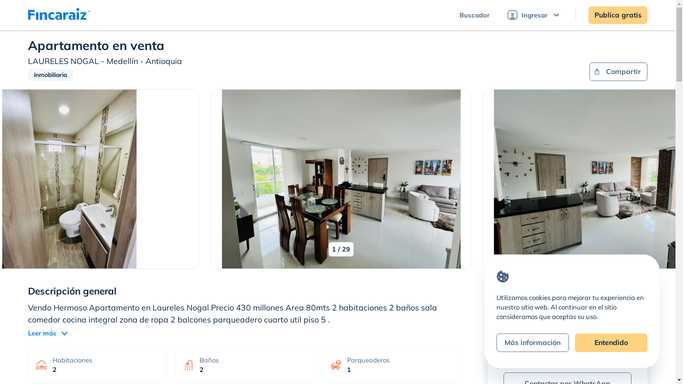 Fincaraiz
Buscador
Ingresar
Publica gratis
Apartamento en venta
LAURELES NOGAL - Medellín - Antioquia
Inmobiliaria
Compartir
1 / 29
Descripción general
Vendo Hermoso Apartamento en Laureles Nogal Precio 430 millones Area 80mts 2 habitaciones 2 baños sala
comedor cocina integral zona de ropa 2 balcones parqueadero cuarto util piso 5 .
Leer más
Habitaciones
2
Baños
2
Parqueaderos
1
Utilizamos cookies para mejorar tu experiencia en
nuestro sitio web. Al continuar en el sitio
consideramos que aceptas su uso.
Más información
Entendido
Contactar por WhatsApp